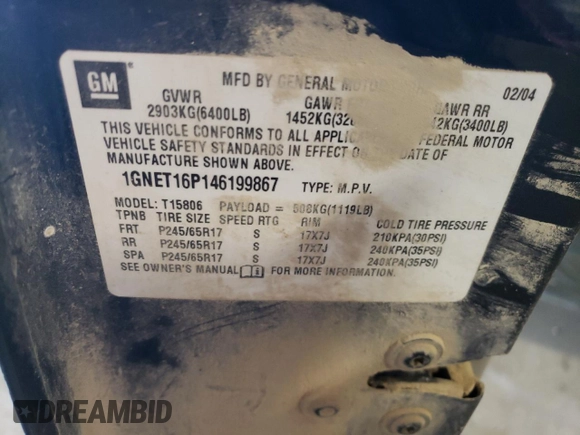 GM
MFD BY GENERAL 02/04
GVWR GAWR GAWR RR
2903KG(6400LB) 1452KG( (3400LB)
THIS VEHICLE CONFORMS TO ALL FEDERAL MOTOR
VEHICLE SAFETY STANDARDS IN EFFECT DATE OF
MANUFACTURE SHOWN ABOVE.
1GNET16P146199867 TYPE: M.P.V.
MODEL: T15806 PAYLOAD = 508KG(1119LB)
TPNB TIRE SIZE SPEED RTG RIM COLD TIRE PRESSURE
FRT P245/65R17 S 17X7J 210KPA(30PSI)
RR P245/65R17 S 17X7J 240KPA(35PSI)
SPA P245/65R17 S 17X7J 240KPA(35PSI)
SEE OWNER'S MANUAL FOR MORE INFORMATION.
DREAMBID